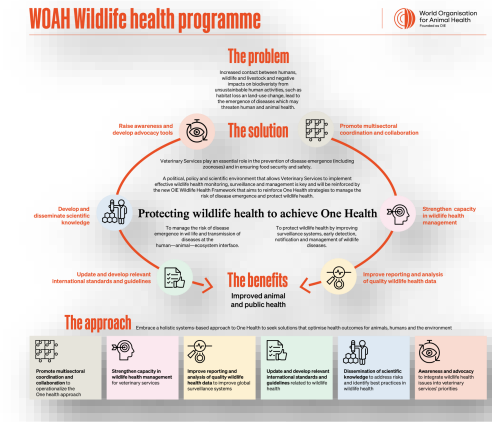 WOAH Wildlife health programme
World Organisation
for Animal Health
Founded as OIE
The problem
Increased contact between humans,
wildlife and livestock and negative
impacts on biodiversity from
unsustainable human activities, such as
habitat loss an land-use change, lead to
the emergence of diseases which may
threaten human and animal health.
Raise awareness and
develop advocacy tools
The solution
Promote multisectoral
coordination and collaboration
Veterinary Services play an essential role in the prevention of disease emergence (including
zoonoses) and in ensuring food security and safety.
A political, policy and scientific environment that allows Veterinary Services to implement
effective wildlife health monitoring, surveillance and management is key and will be reinforced by
the new OIE Wildlife Health Framework that aims to reinforce One Health strategies to manage the
risk of disease emergence and protect wildlife health.
Develop and
disseminate scientific
knowledge
Protecting wildlife health to achieve One Health
Strengthen capacity
in wildlife health
management
To manage the risk of disease
emergence in wildlife and transmission of
diseases at the
human—animal—ecosystem interface.
To protect wildlife health by improving
surveillance systems, early detection,
notification and management of wildlife
diseases.
Update and develop relevant
international standards and guidelines
The benefits
Improve reporting and analysis
of quality wildlife health data
Improved animal
and public health
The approach
Embrace a holistic systems-based approach to One Health to seek solutions that optimise health outcomes for animals, humans and the environment
Promote multisectoral
coordination and
collaboration to
operationalize the
One health approach
Strengthen capacity in
wildlife health management
for veterinary services
Improve reporting and
analysis of quality wildlife
health data to improve global
surveillance systems
Update and develop relevant
international standards and
guidelines related to wildlife
health
Dissemination of scientific
knowledge to address risks
and identify best practices in
wildlife health
Awareness and advocacy
to integrate wildlife health
issues into veterinary
services' priorities